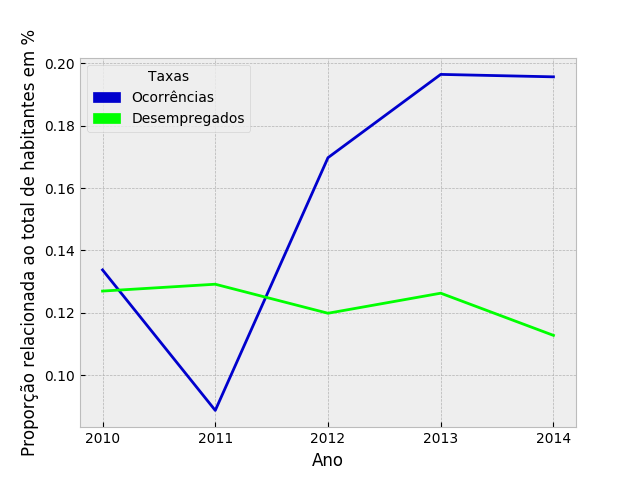 Proporção relacionada ao total de habitantes em %
0.20
0.18
0.16
0.14
0.12
0.10
Taxas
Ocorrências
Desempregados
2010 2011 2012 2013 2014
Ano